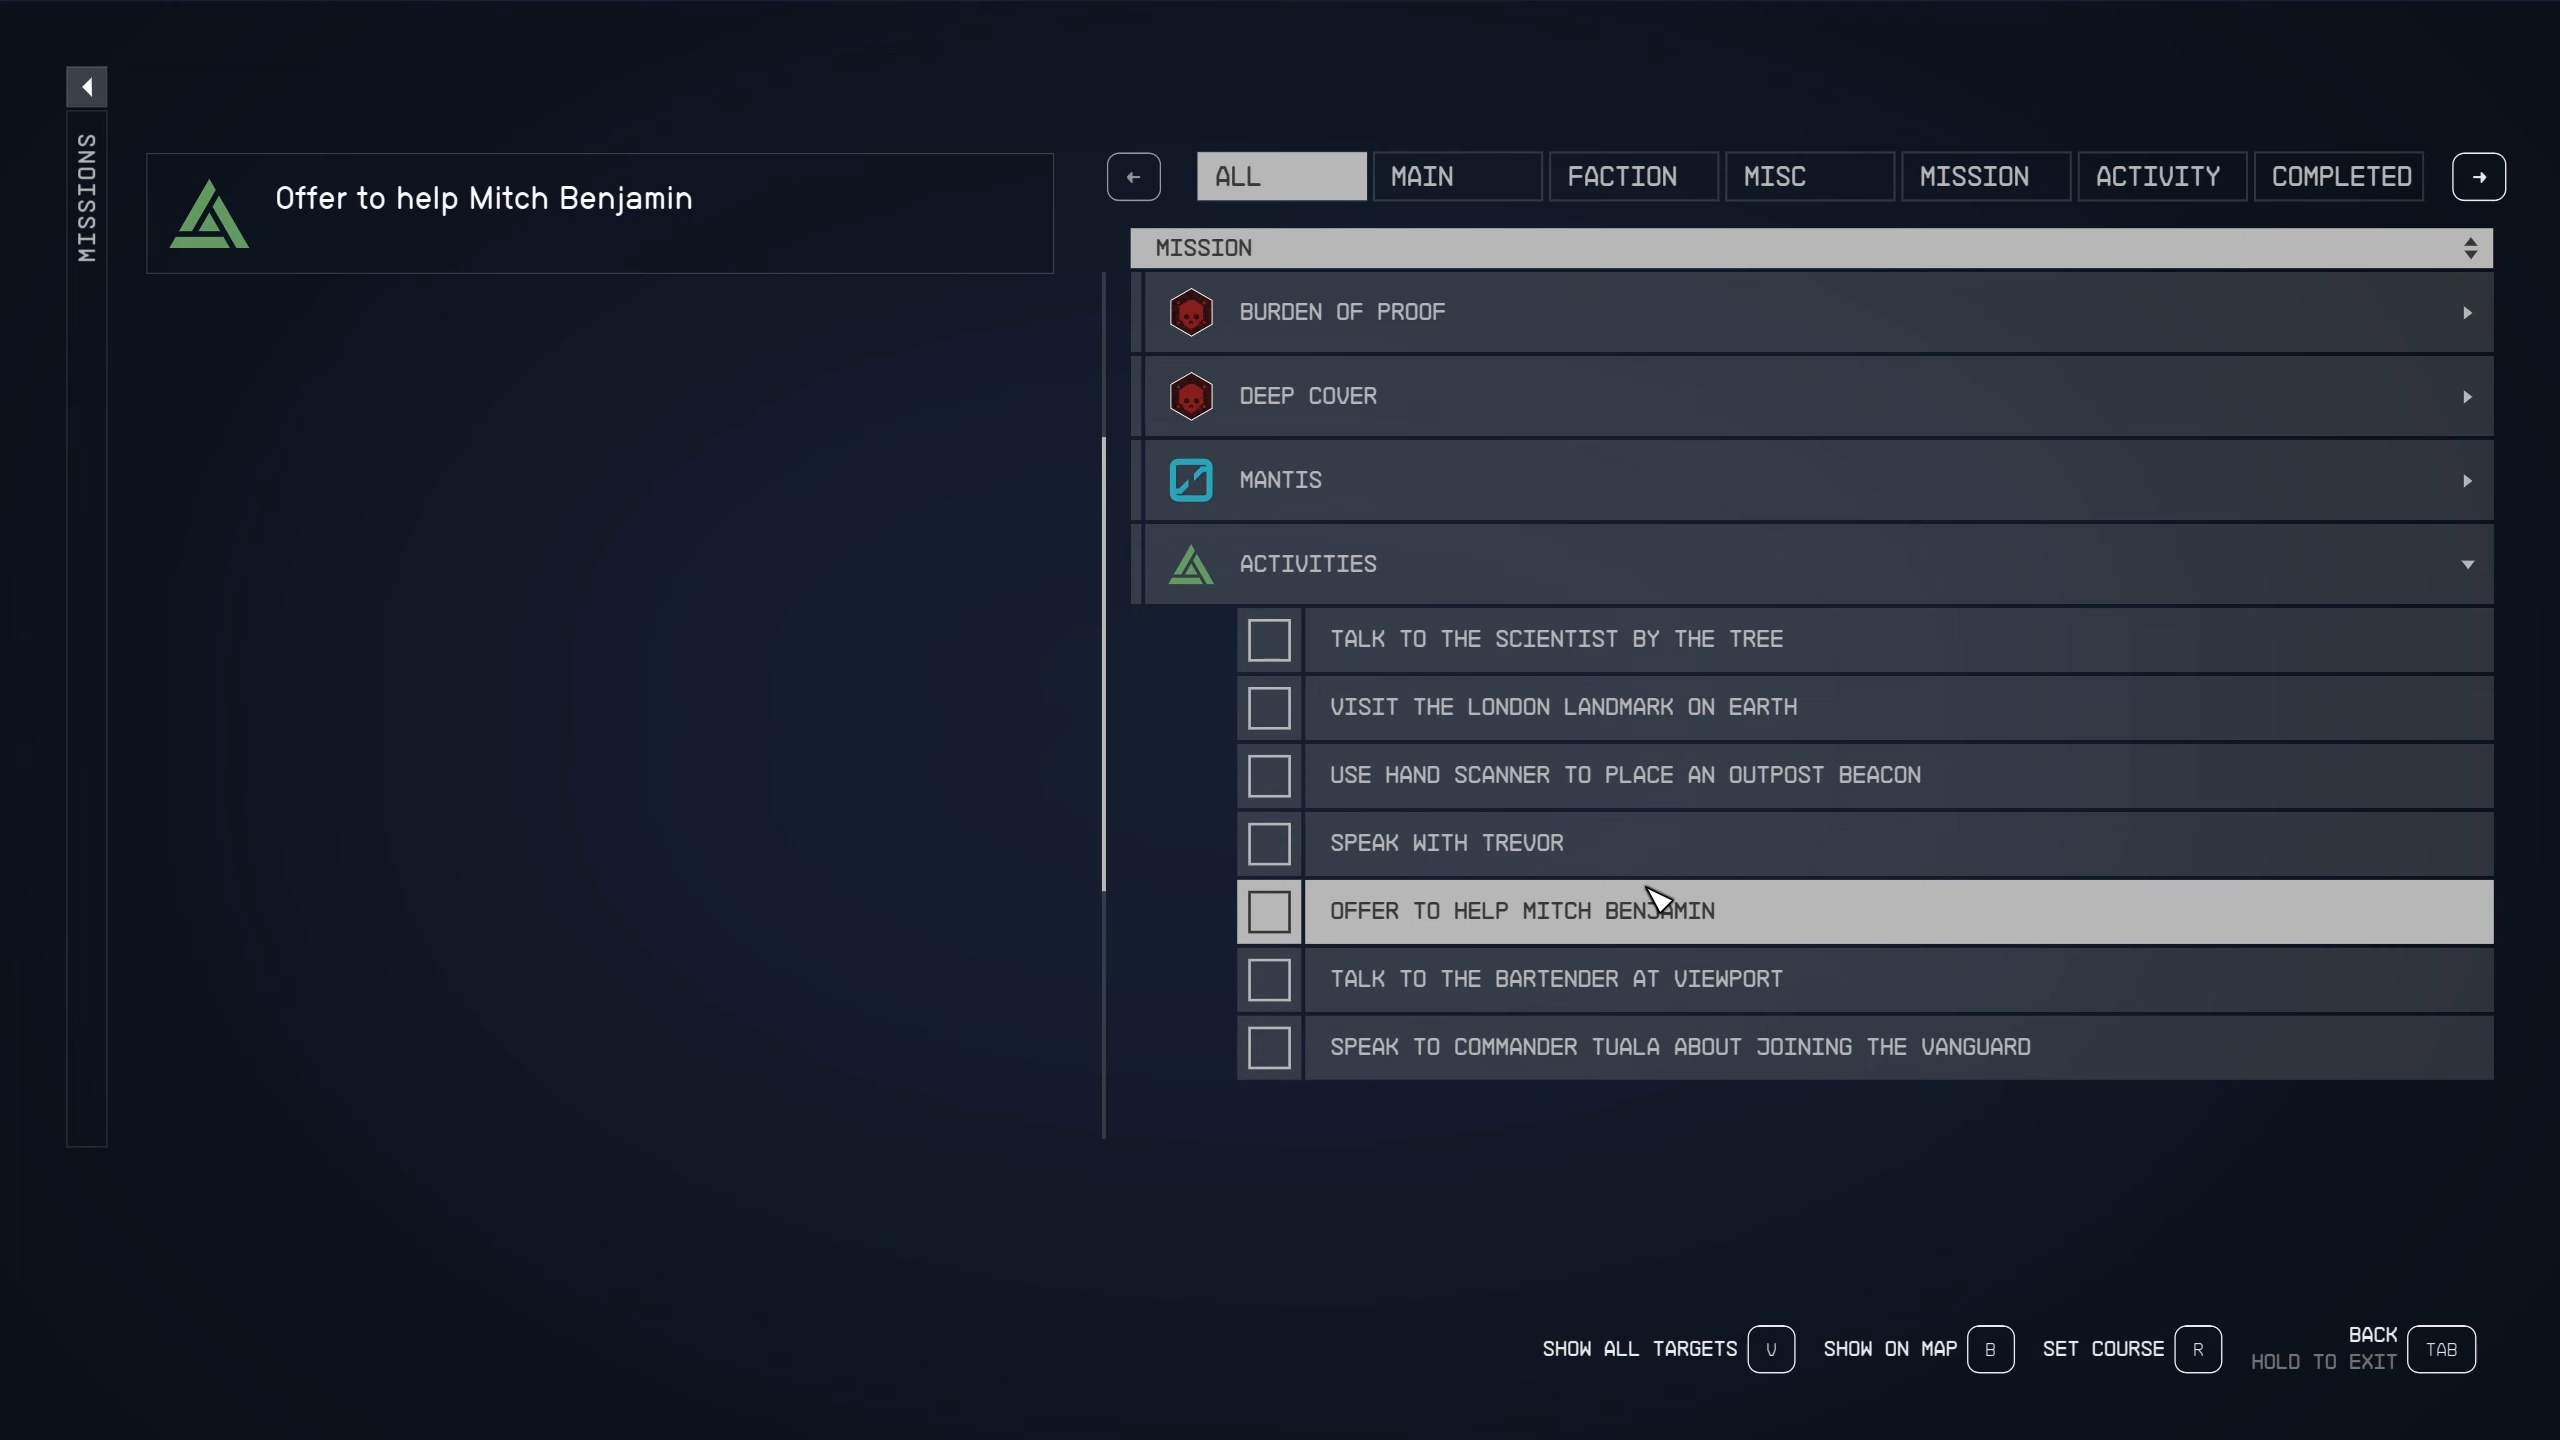 MISSIONS
Offer to help Mitch Benjamin
ALL
MAIN
FACTION
MISC
MISSION
ACTIVITY
COMPLETED
MISSION
BURDEN OF PROOF
DEEP COVER
MANTIS
ACTIVITIES
TALK TO THE SCIENTIST BY THE TREE
VISIT THE LONDON LANDMARK ON EARTH
USE HAND SCANNER TO PLACE AN OUTPOST BEACON
SPEAK WITH TREVOR
OFFER TO HELP MITCH BENJAMIN
TALK TO THE BARTENDER AT VIEWPORT
SPEAK TO COMMANDER TUALA ABOUT JOINING THE VANGUARD
SHOW ALL TARGETS V
SHOW ON MAP B
SET COURSE R
BACK
HOLD TO EXIT
TAB